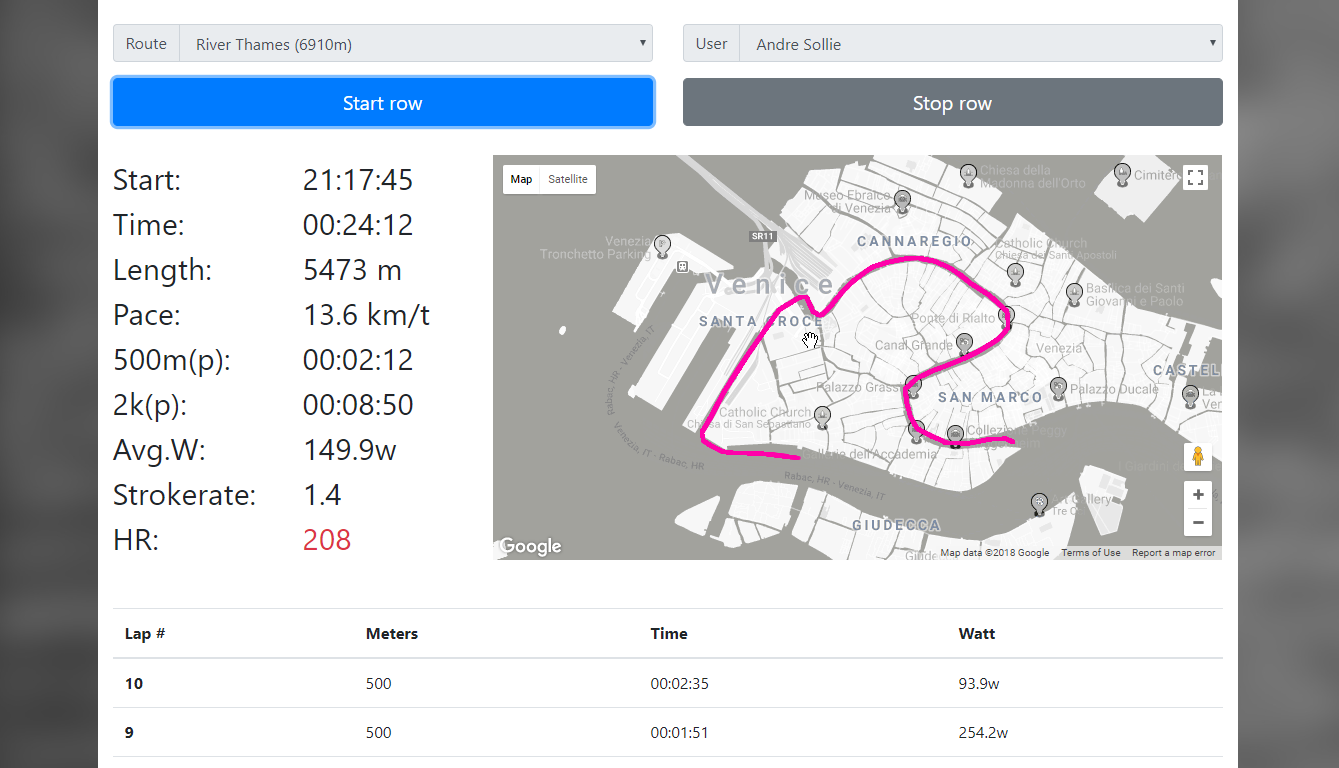 Route River Thames (6910m)
User Andre Sollie
Start row
Stop row
Start: 21:17:45
Time: 00:24:12
Length: 5473 m
Pace: 13.6 km/t
500m(p): 00:02:12
2k(p): 00:08:50
Avg.W: 149.9w
Strokerate: 1.4
HR: 208
Map Satellite
Chiesa della
Madonna dell'Orto
Museo Ebraico
di Venezia
SR11
CANNAREGIO
Venezia
Tronchetto Parking
Catholic Church
Chiesa dei Santi Apostoli
Venice
Basilica dei Santi
Giovanni e Paolo
SANTA CROCE
Ponte di Rialto
Canal Grande
Venezia
Rabac, HR - Venezia, IT
Palazzo Grassi
Palazzo Ducale
SAN MARCO
Catholic Church
Chiesa di San Sebastiano
Venezia, IT - Rabac, HR
dell'Accademia
Rabac, HR - Venezia, IT
Gallery
GIUDECCA
Google
Map data ©2018 Google Terms of Use Report a map error
Lap # Meters Time Watt
10 500 00:02:35 93.9w
9 500 00:01:51 254.2w